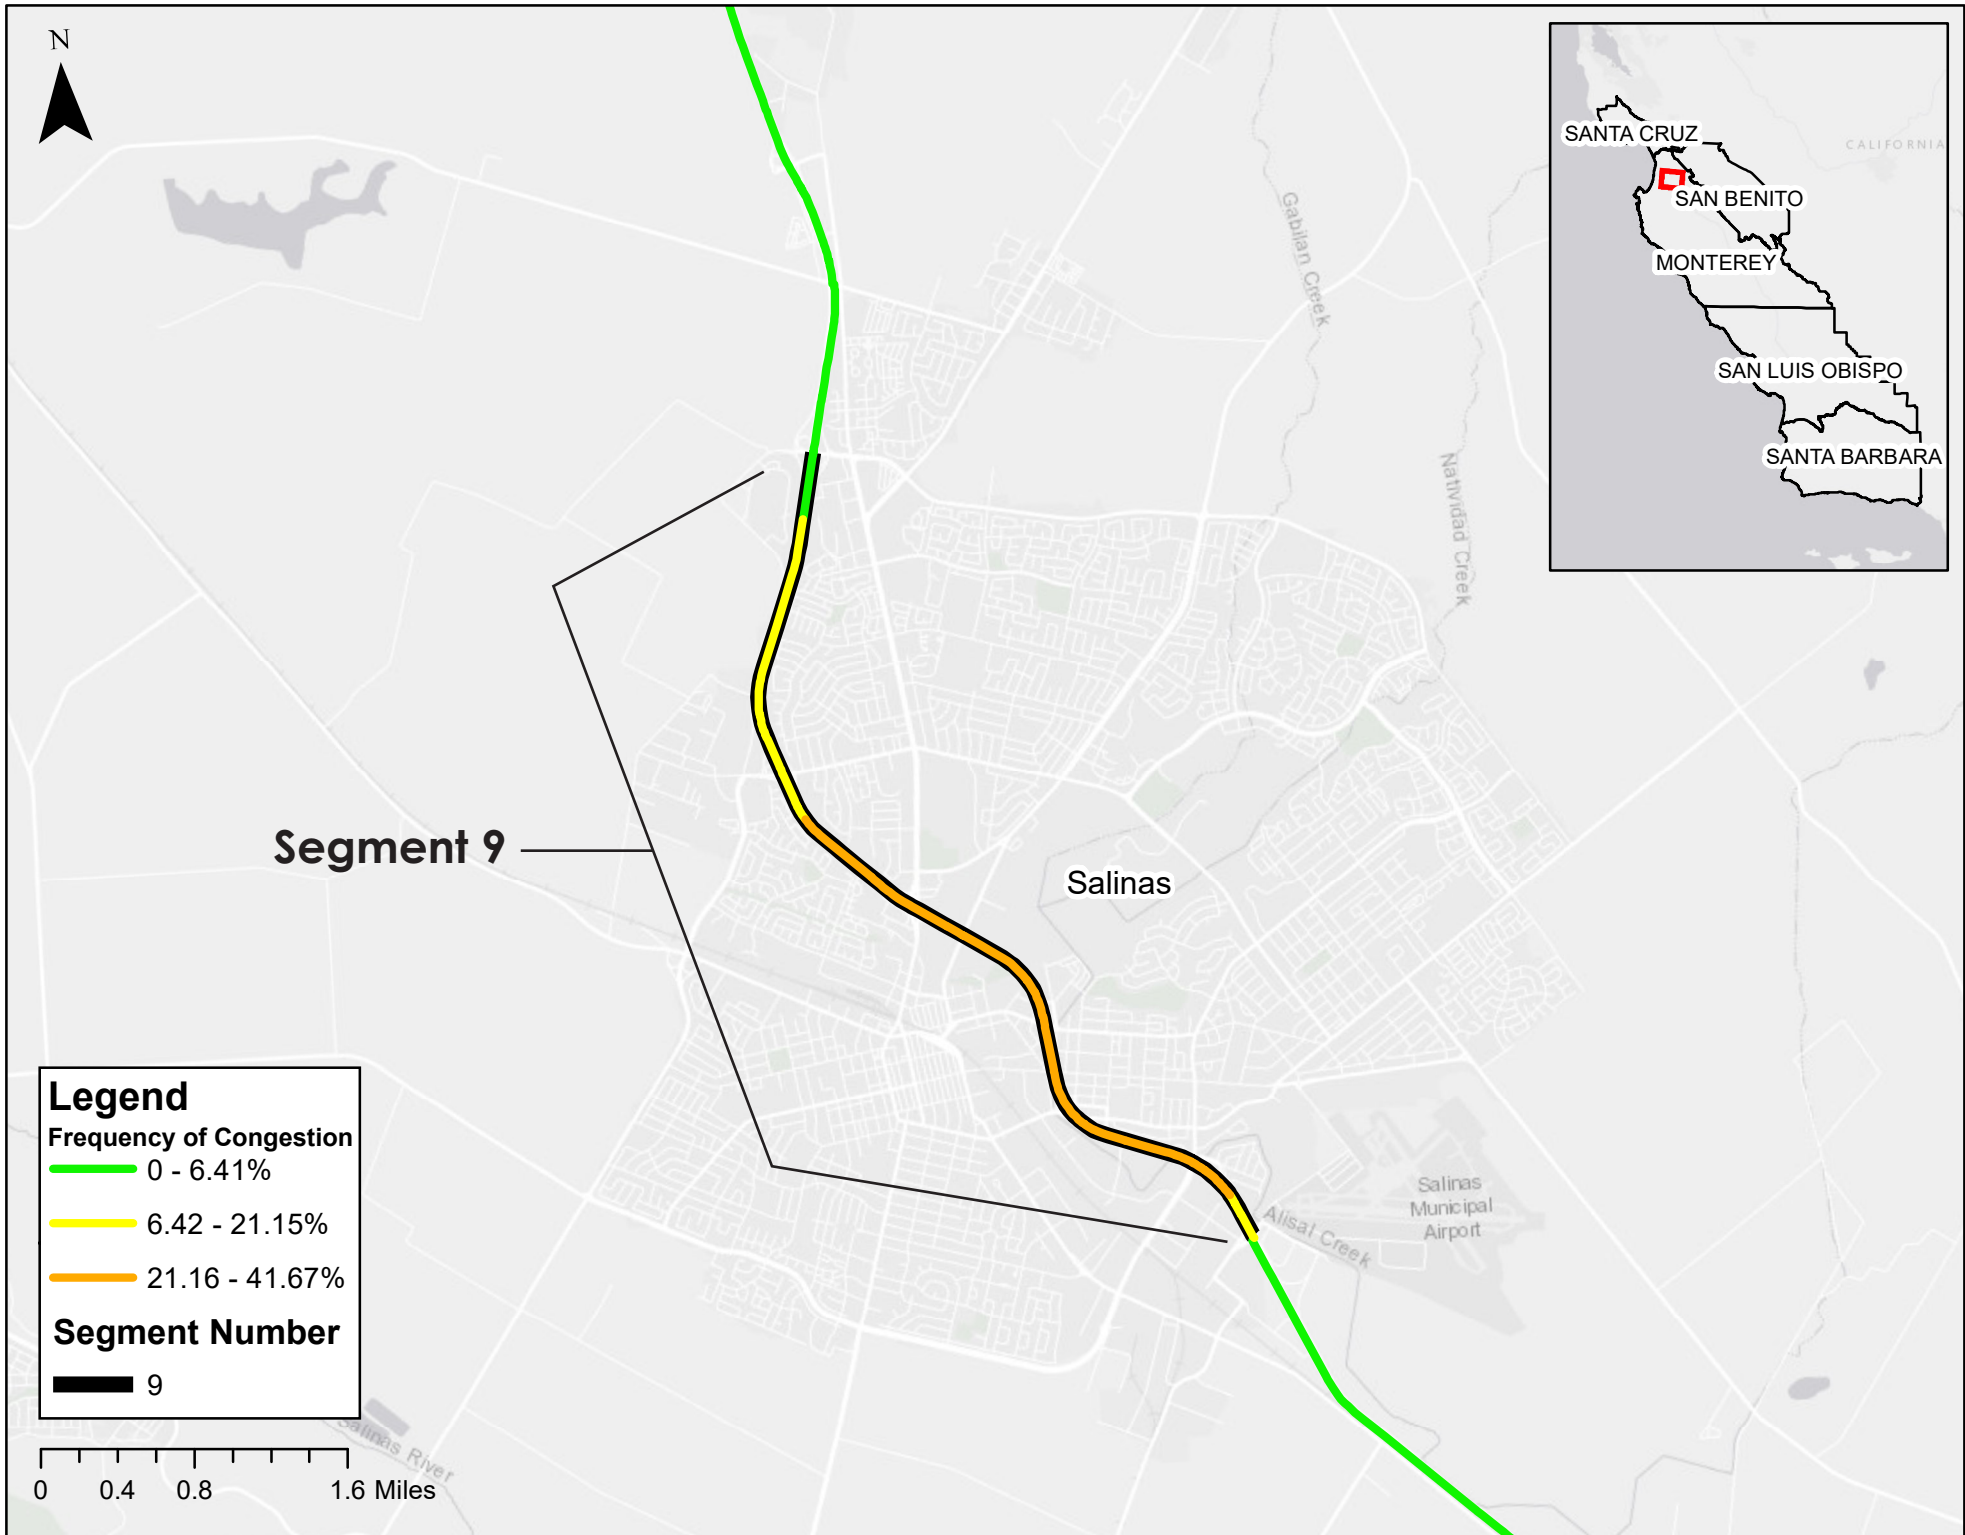 N
SANTA CRUZ
CALIFORNIA
SAN BENITO
MONTEREY
SAN LUIS OBISPO
SANTA BARBARA
Gabilan Creek
Natividad Creek
Segment 9
Salinas
Salinas
Municipal
Airport
Alisal Creek
Legend
Frequency of Congestion
0 - 6.41%
6.42 - 21.15%
21.16 - 41.67%
Segment Number
9
Salinas River
0 0.4 0.8 1.6 Miles